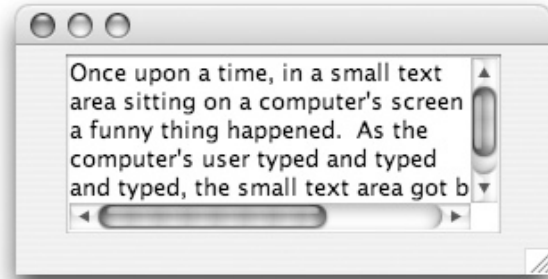 Once upon a time, in a small text
area sitting on a computer's screen
a funny thing happened.  As the
computer's user typed and typed
and typed, the small text area got b